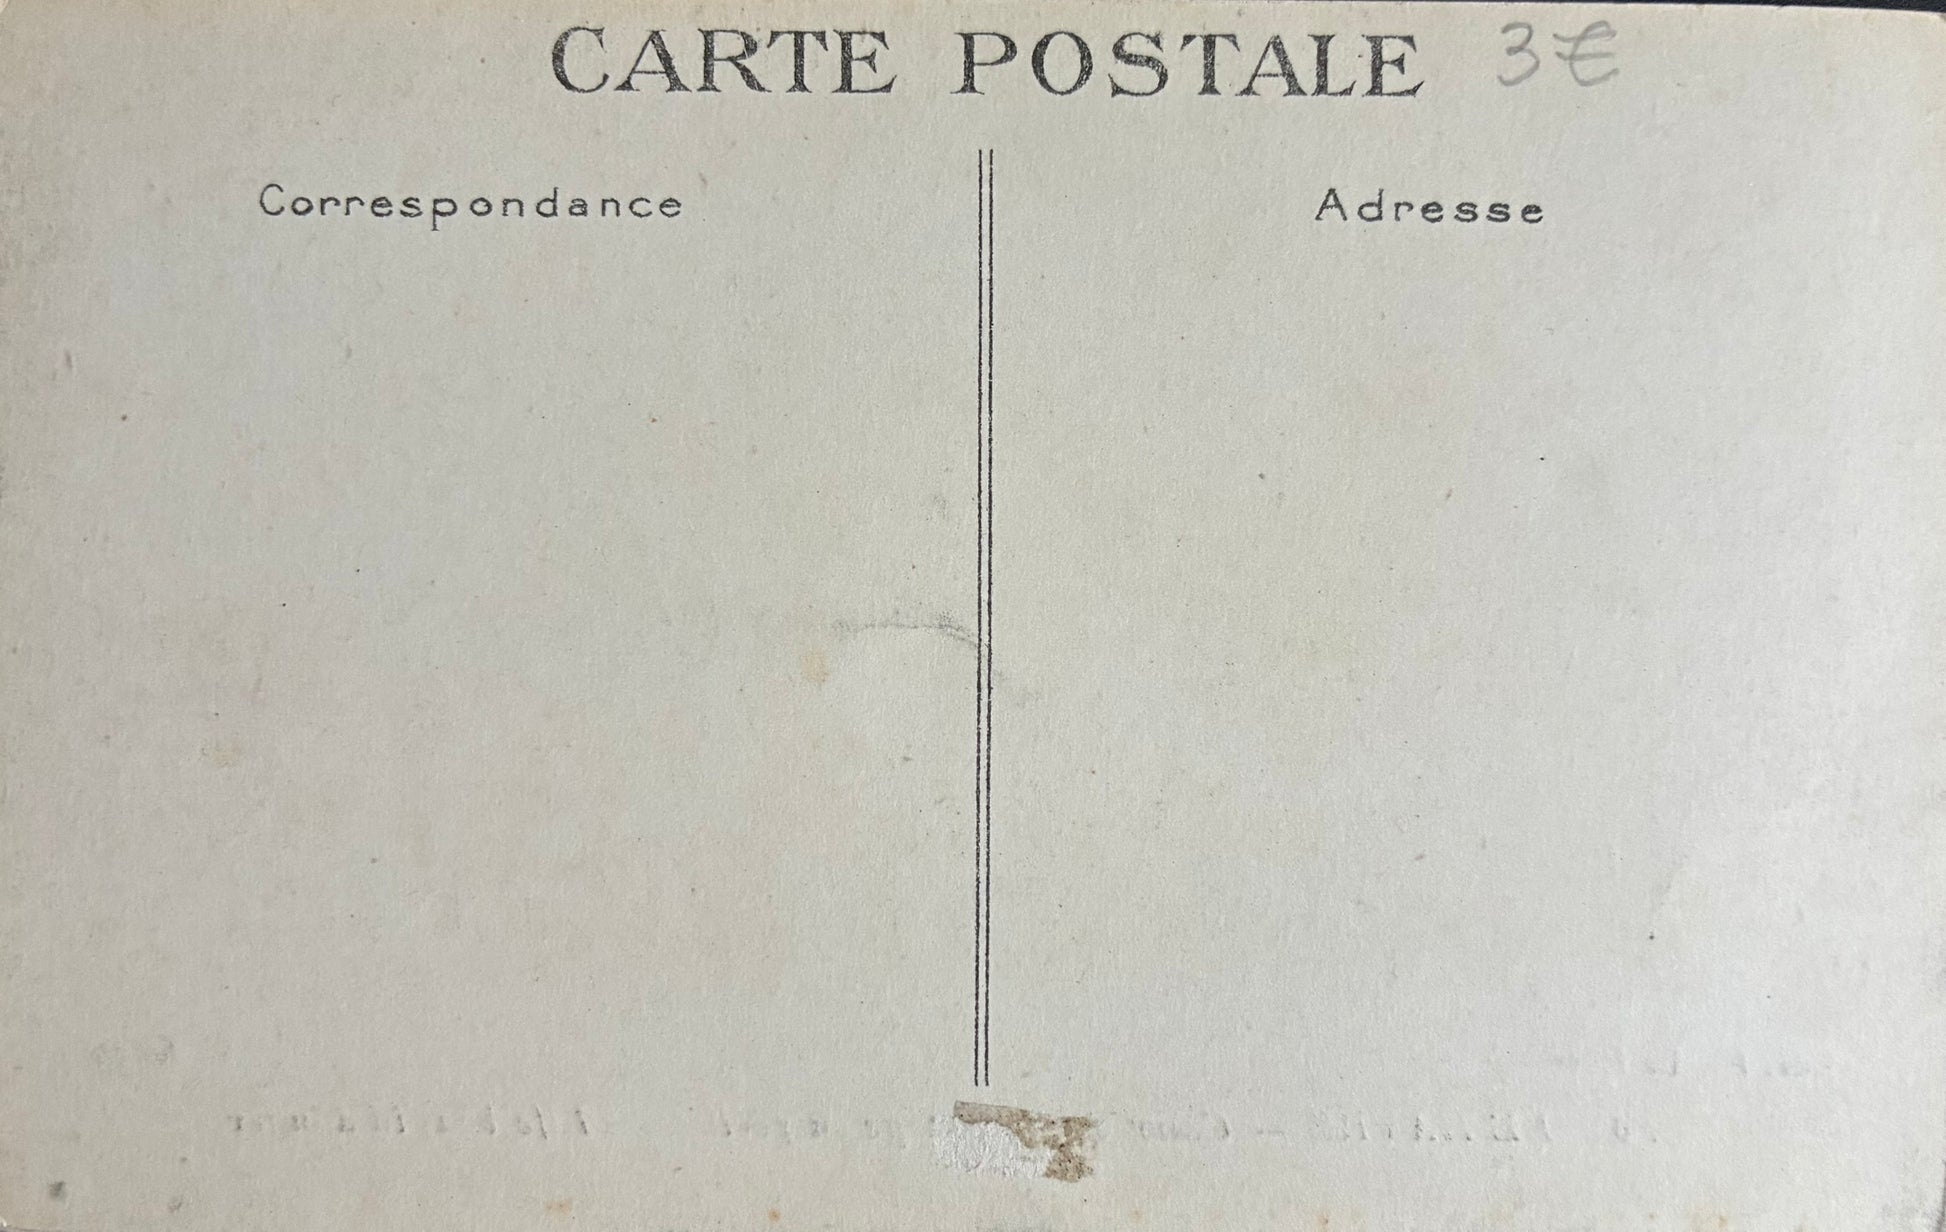 CARTE POSTALE 3€
Correspondance
Adresse